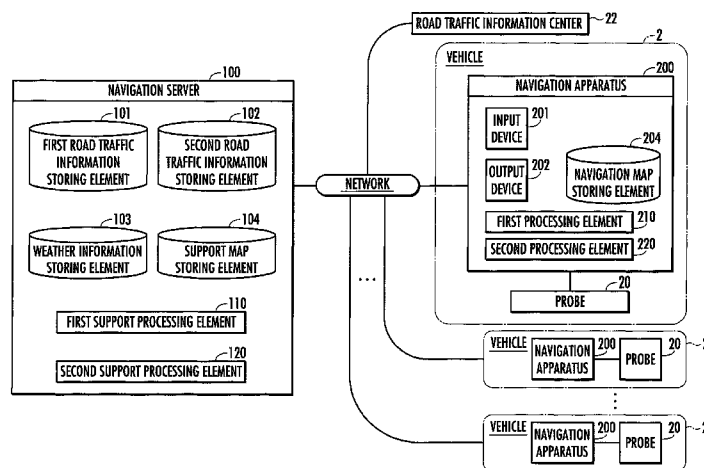 ROAD TRAFFIC INFORMATION CENTER
22
2
VEHICLE
100
NAVIGATION SERVER
101
102
FIRST ROAD TRAFFIC
INFORMATION
STORING ELEMENT
SECOND ROAD
TRAFFIC INFORMATION
STORING ELEMENT
103
104
WEATHER INFORMATION
STORING ELEMENT
SUPPORT MAP
STORING ELEMENT
110
FIRST SUPPORT PROCESSING ELEMENT
120
SECOND SUPPORT PROCESSING ELEMENT
NETWORK
...
200
NAVIGATION APPARATUS
INPUT
DEVICE
201
OUTPUT
DEVICE
202
204
NAVIGATION MAP
STORING ELEMENT
FIRST PROCESSING ELEMENT
210
SECOND PROCESSING ELEMENT
220
20
PROBE
VEHICLE
200
20
2
NAVIGATION
APPARATUS
PROBE
...
VEHICLE
200
20
2
NAVIGATION
APPARATUS
PROBE